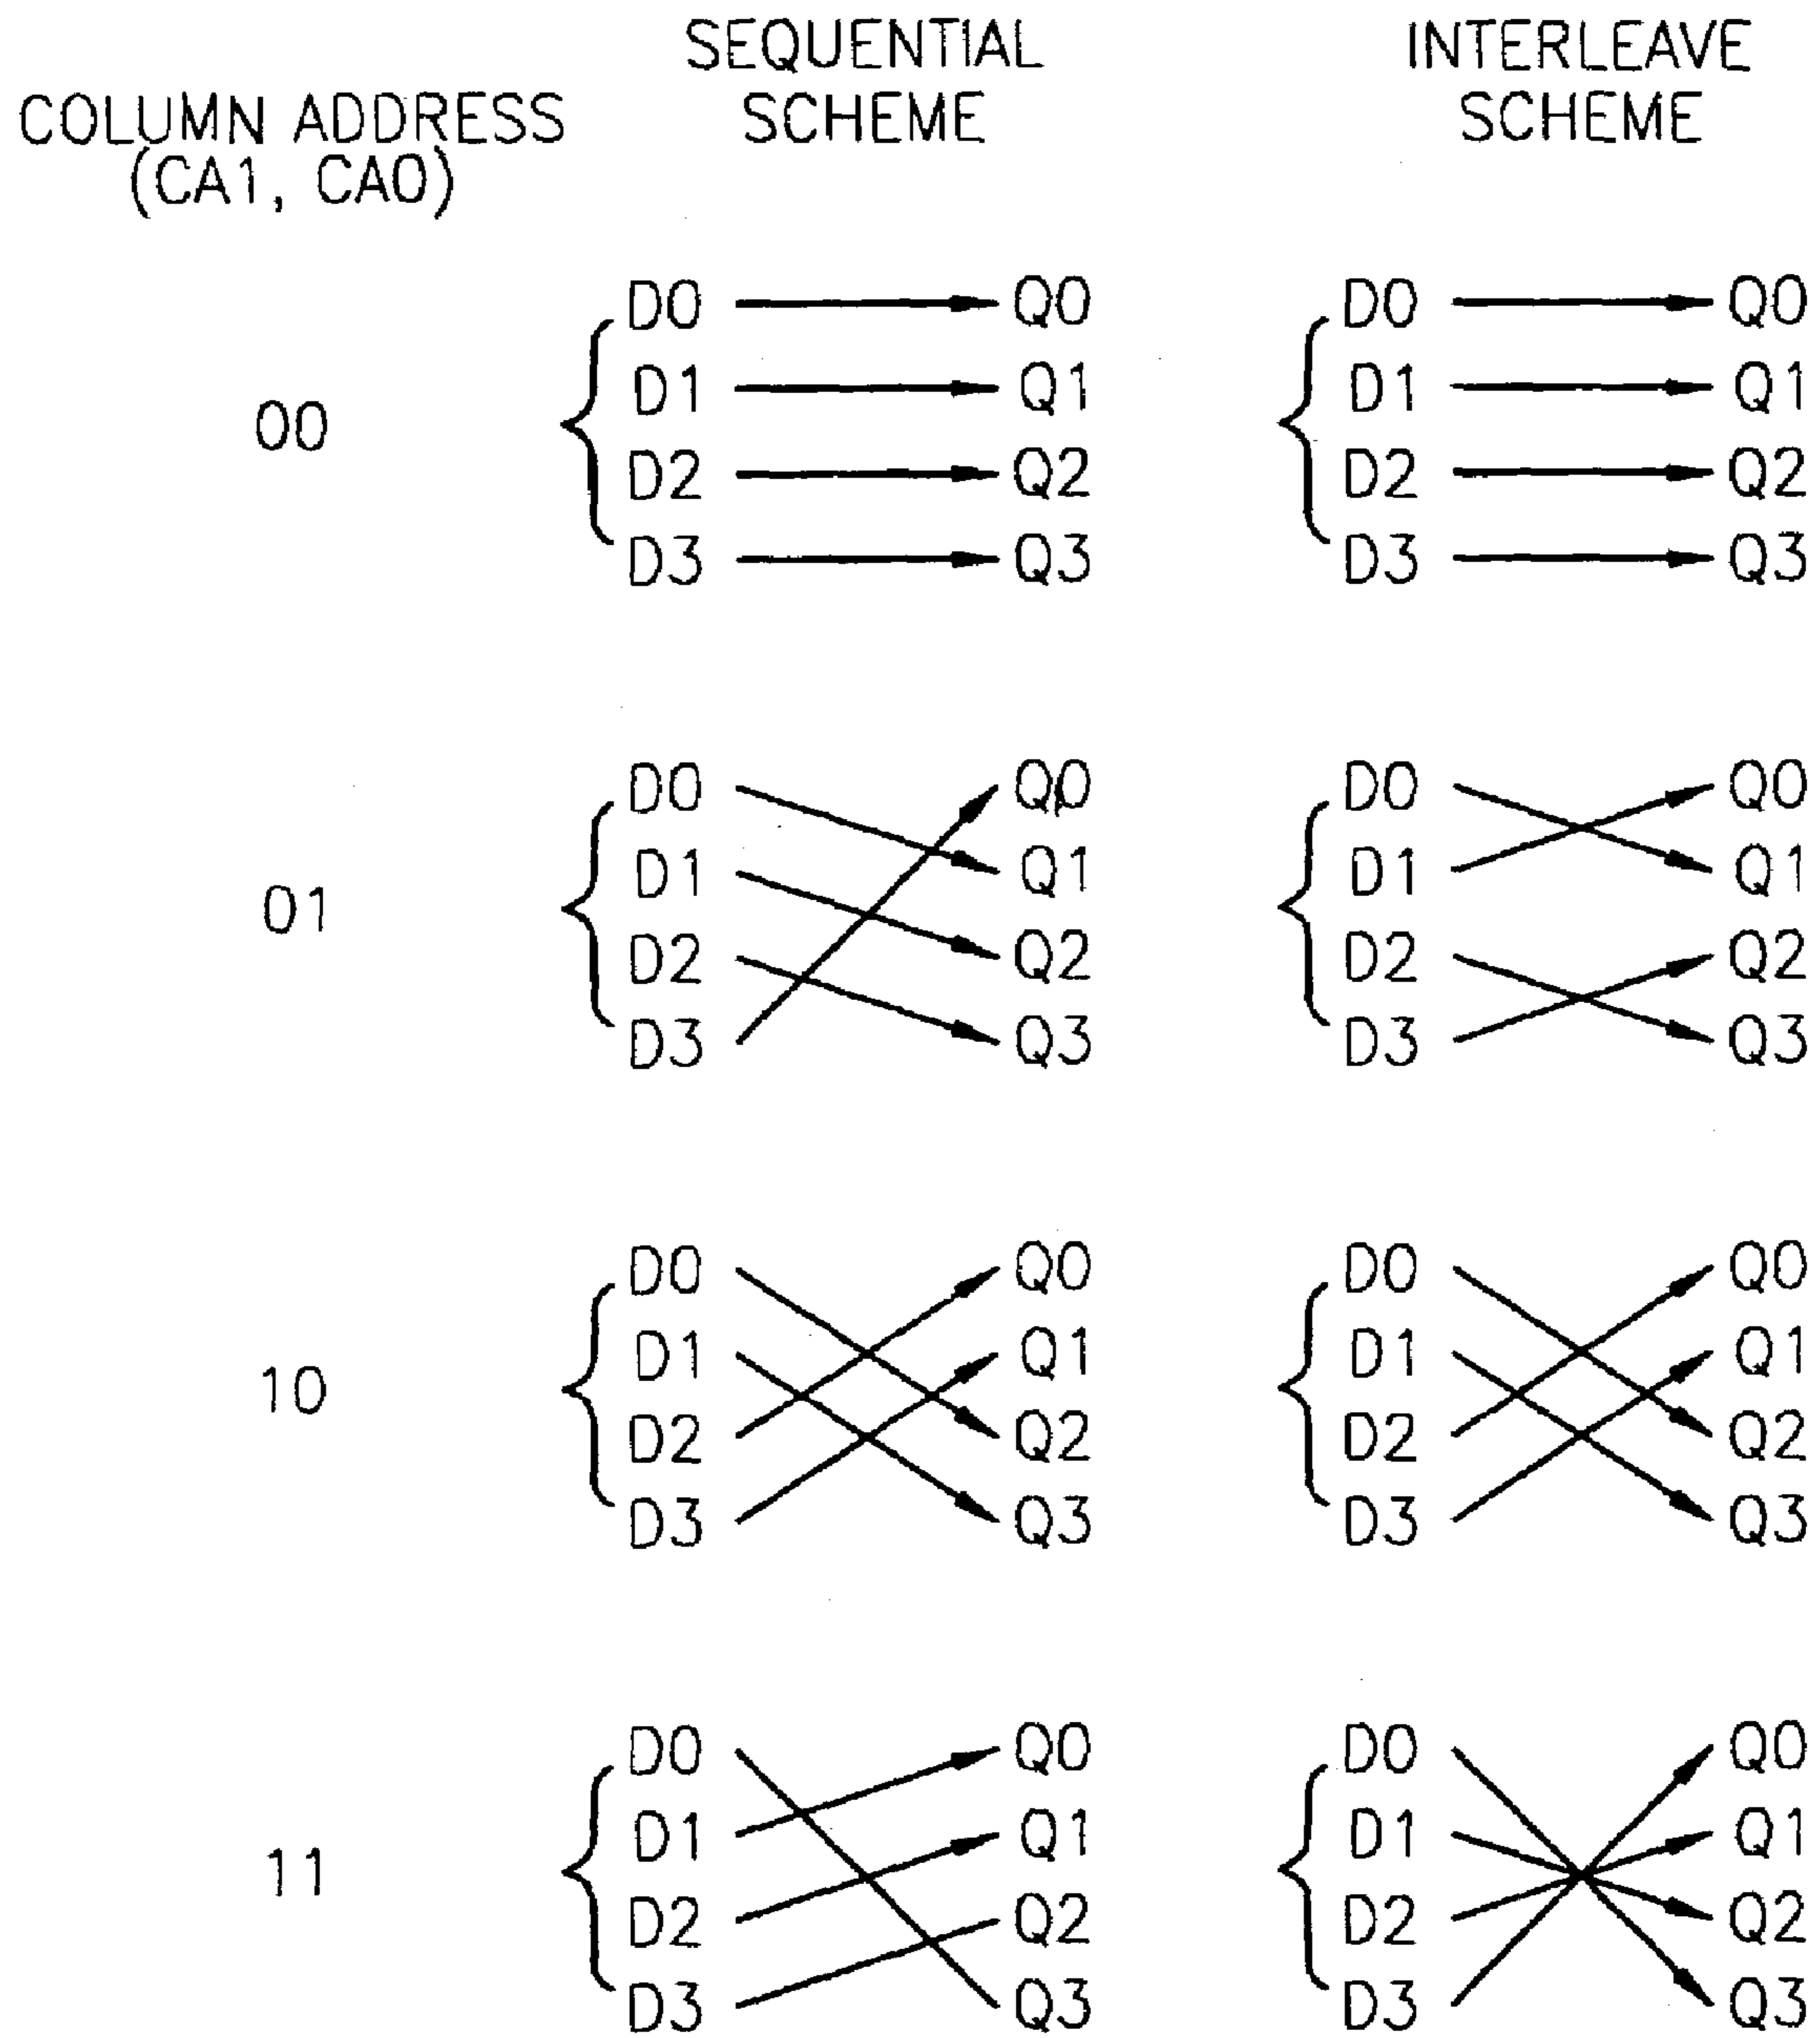 SEQUENTIAL SCHEME
INTERLEAVE SCHEME
COLUMN ADDRESS
(CA1, CA0)
00
D0 Q0 D0 Q0
D1 Q1 D1 Q1
D2 Q2 D2 Q2
D3 Q3 D3 Q3
01
D0 Q0 D0 Q0
D1 Q1 D1 Q1
D2 Q2 D2 Q2
D3 Q3 D3 Q3
10
D0 Q0 D0 Q0
D1 Q1 D1 Q1
D2 Q2 D2 Q2
D3 Q3 D3 Q3
11
D0 Q0 D0 Q0
D1 Q1 D1 Q1
D2 Q2 D2 Q2
D3 Q3 D3 Q3